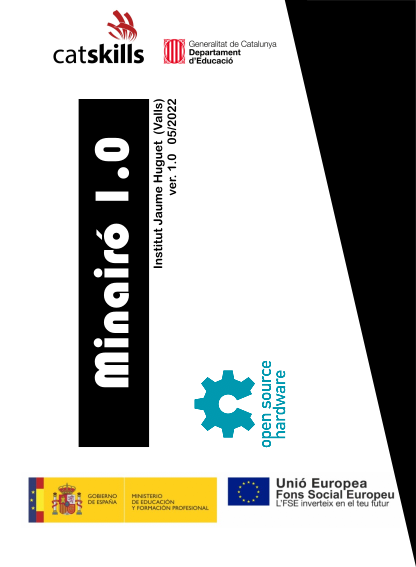 catskills
Generalitat de Catalunya
Departament
d'Educació
Minairó 1.0
Institut Jaume Huguet (Valls)
ver. 1.0 05/2022
open source
hardware
GOBIERNO
DE ESPAÑA
MINISTERIO
DE EDUCACIÓN
Y FORMACIÓN PROFESIONAL
Unió Europea
Fons Social Europeu
L'FSE inverteix en el teu futur